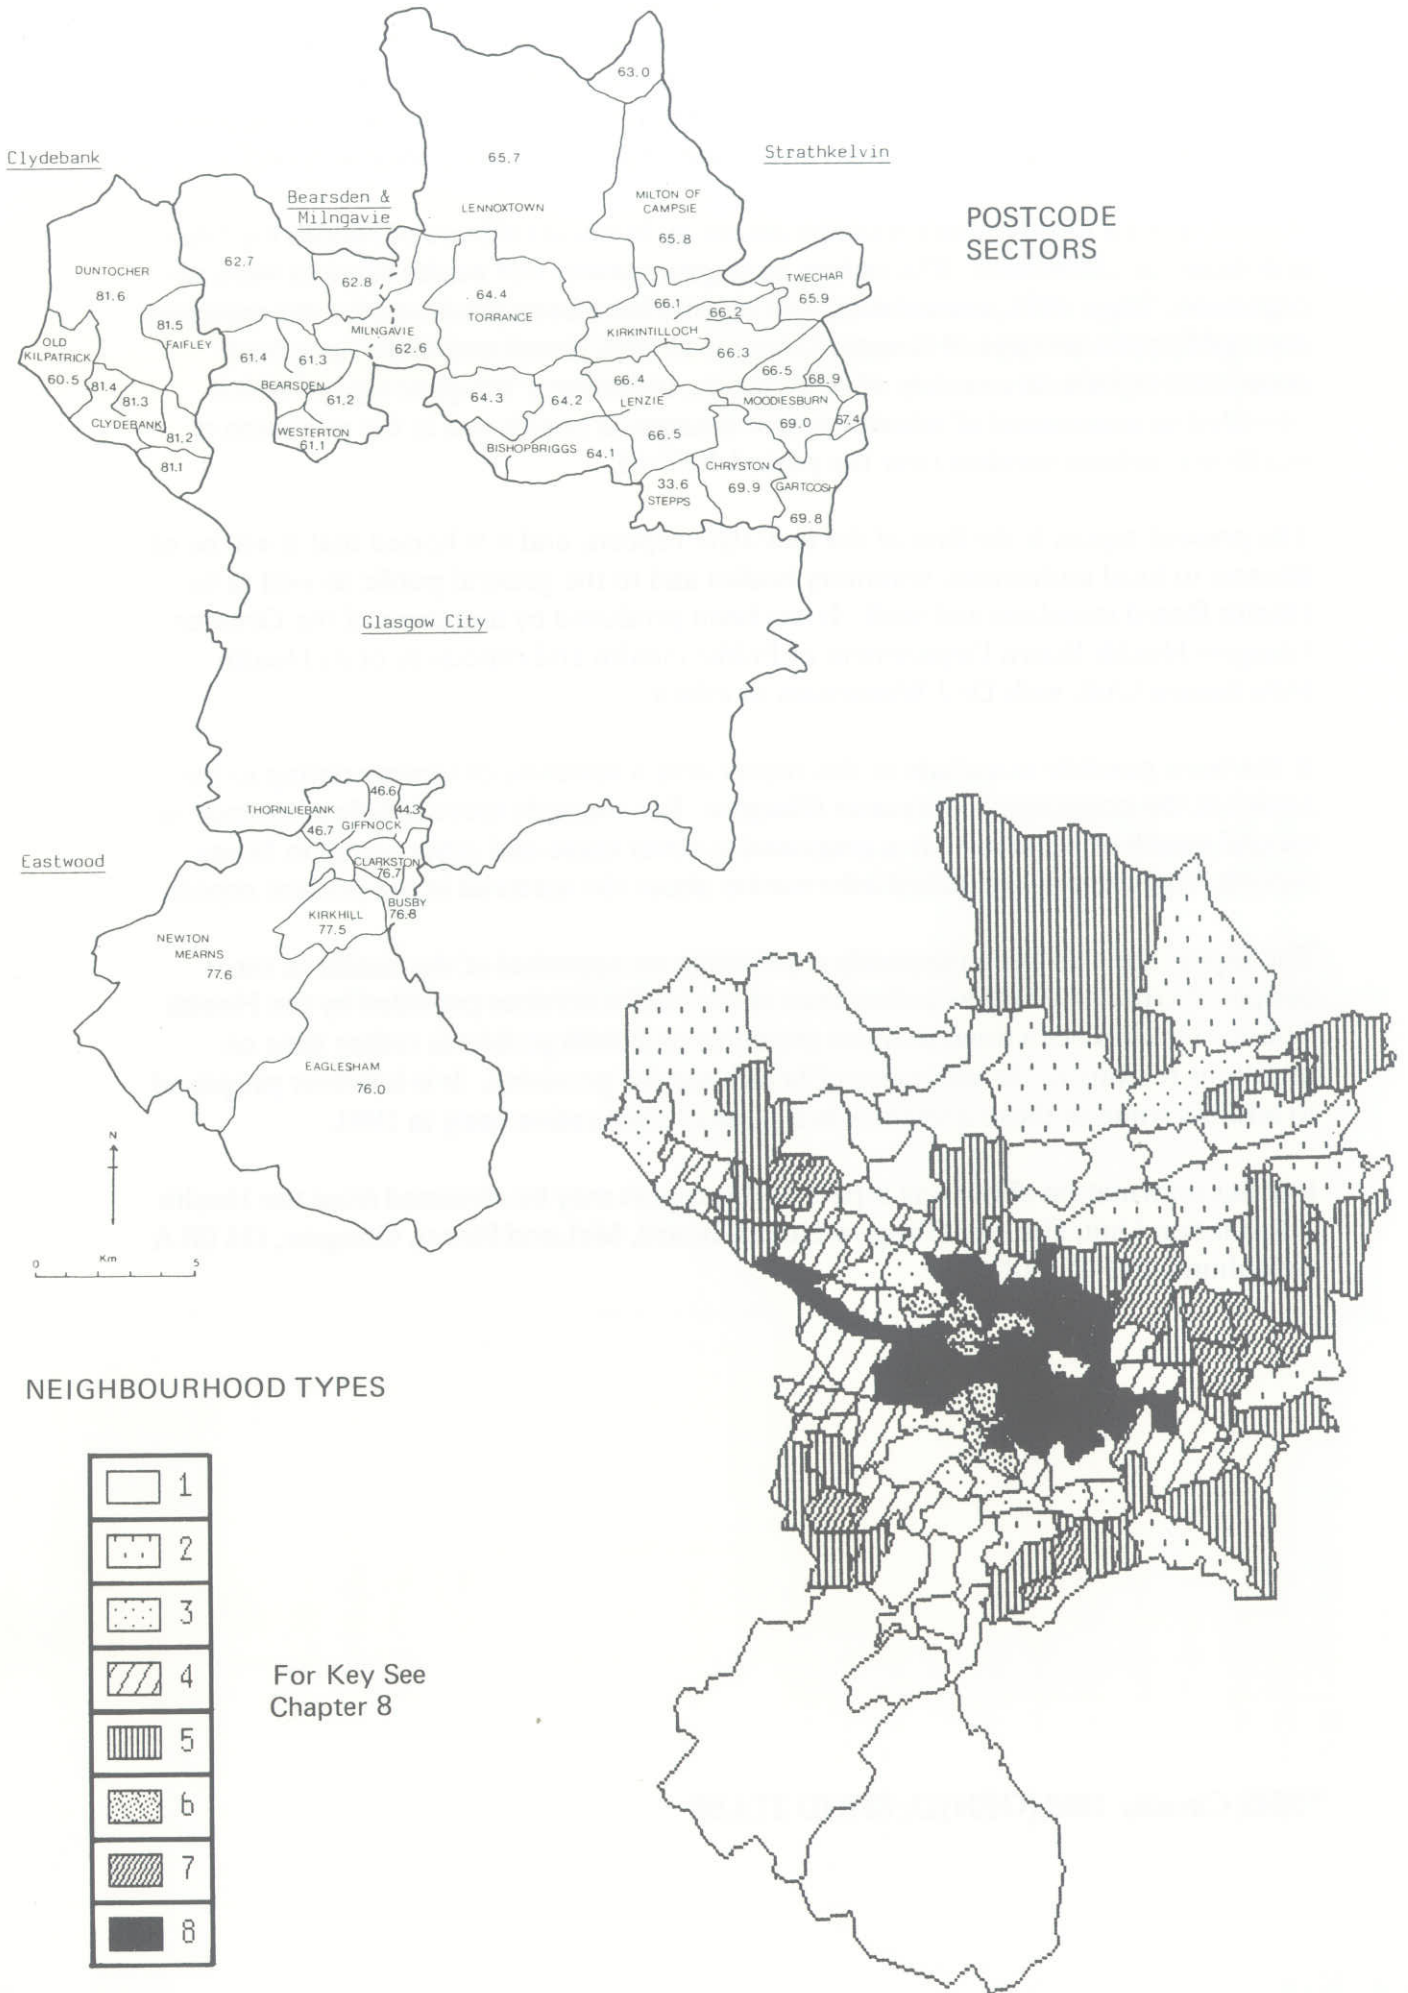 63.0
Clydebank
65.7
Strathkelvin
Bearsden &
Milngavie
LENNOXTOWN
MILTON OF
CAMPSIE
65.8
POSTCODE
SECTORS
DUNTOCHER
81.6
62.7
62.8
64.4
TORRANCE
TWECHAR
65.9
66.1
66.2
81.5
FAIFLEY
MILNGAVIE
62.6
KIRKINTILLOCH
66.3
OLD
KILPATRICK
60.5
61.4
61.3
BEARSDEN
66.4
66.5
68.9
81.4
81.3
61.2
64.3
64.2
LENZIE
MOODIESBURN
69.0
67.4
CLYDEBANK
81.2
WESTERTON
61.1
BISHOPBRIGGS
64.1
66.5
81.1
CHRYSTON
69.9
33.6
STEPPS
GARTCOSH
69.8
Glasgow City
46.6
THORNLIEBANK
44.3
46.7
GIFFNOCK
Eastwood
CLARKSTON
76.7
BUSBY
76.8
KIRKHILL
77.5
NEWTON
MEARNS
77.6
EAGLESHAM
76.0
N
0
Km
5
NEIGHBOURHOOD TYPES
1
2
3
4
5
6
7
8
For Key See
Chapter 8